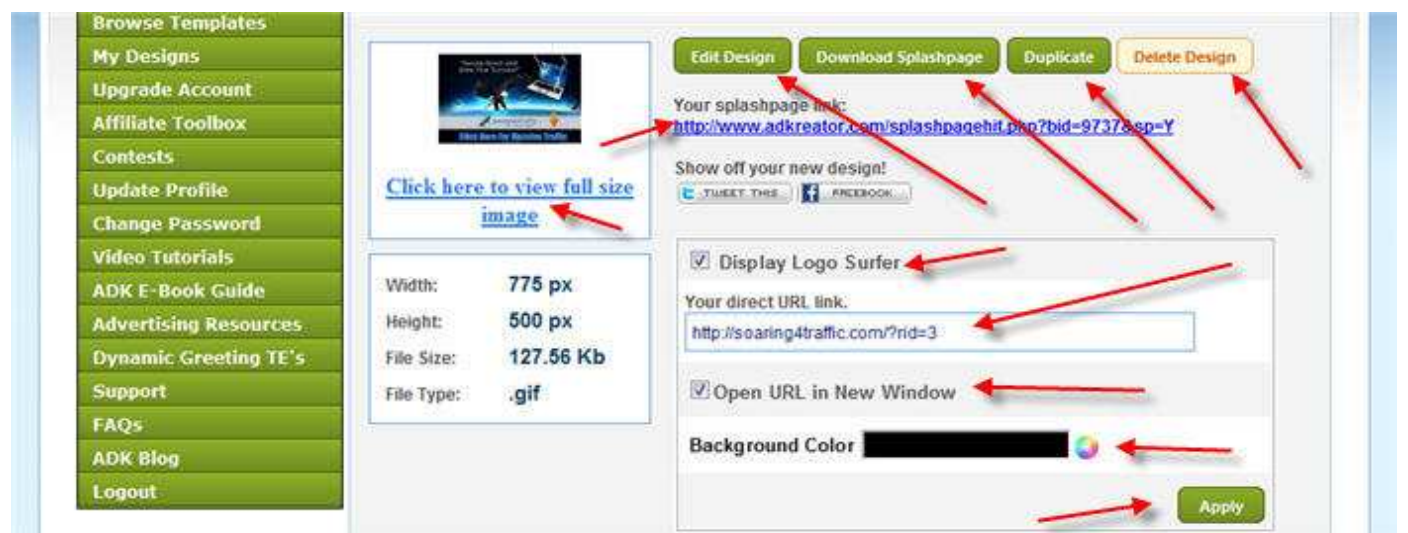 Browse Templates
My Designs
Upgrade Account
Affiliate Toolbox
Contests
Update Profile
Change Password
Video Tutorials
ADK E-Book Guide
Advertising Resources
Dynamic Greeting TE's
Support
FAQs
ADK Blog
Logout
Click here to view full size
image
Width: 775 px
Height: 500 px
File Size: 127.56 Kb
File Type: .gif
Edit Design Download Splashpage Duplicate Delete Design
Your splashpage link:
http://www.adkreator.com/splashpagehit.php?bid=9737&sp=Y
Show off your new design!
TWEET THIS FACEBOOK
Display Logo Surfer
Your direct URL link.
http://soaring4traffic.com/?rid=3
Open URL in New Window
Background Color
Apply